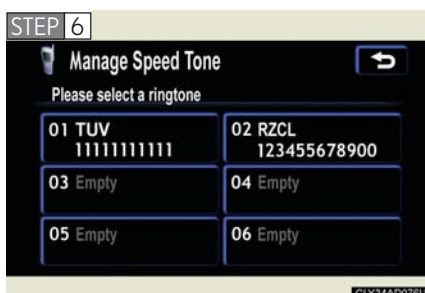 STEP 6
Manage Speed Tone
Please select a ringtone
01 TUV
11111111111
02 RZCL
123455678900
03 Empty
04 Empty
05 Empty
06 Empty